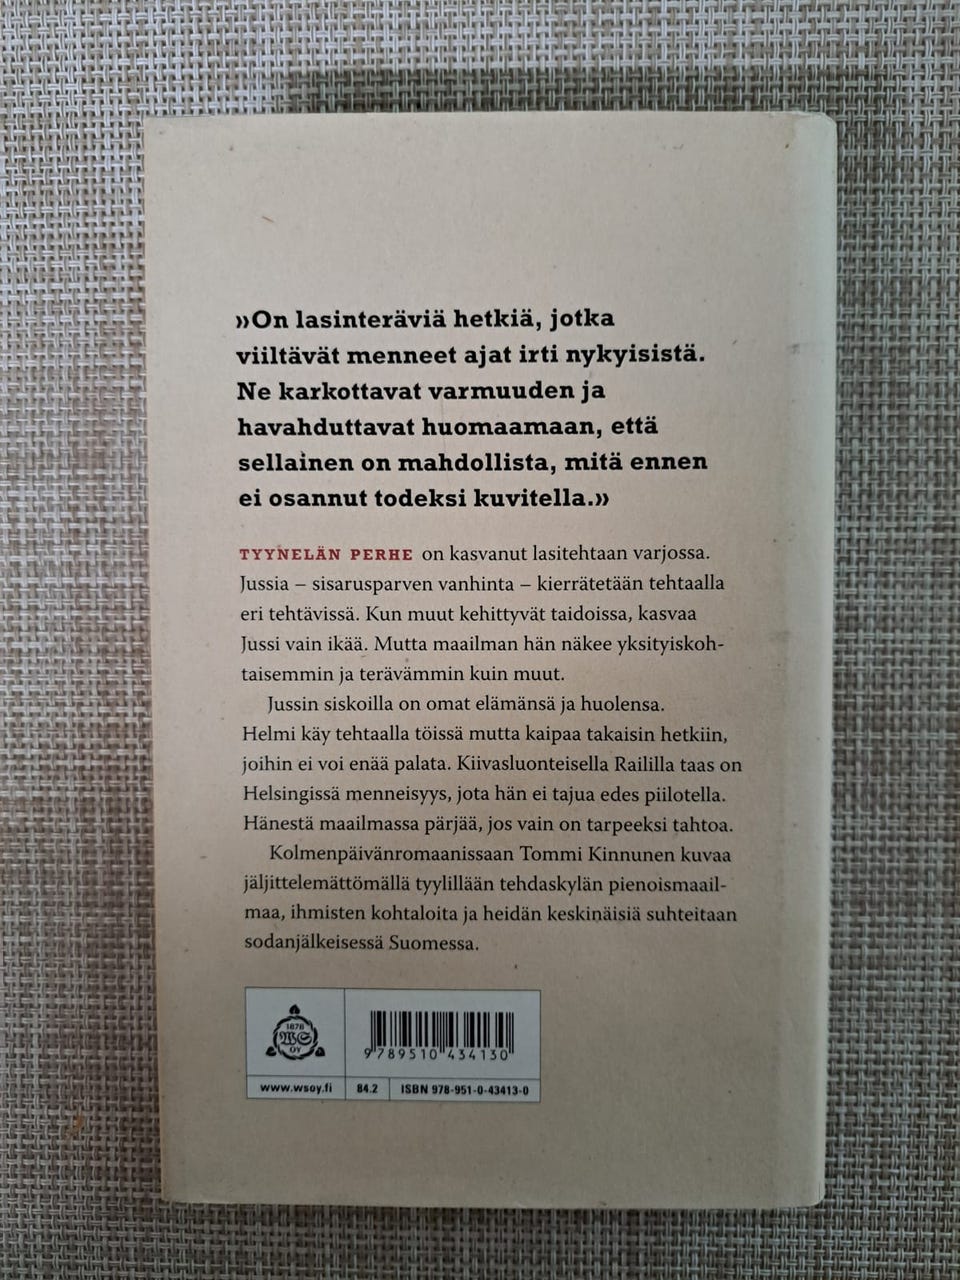 »On lasinteräviä hetkiä, jotka
viiltävät menneet ajat irti nykyisistä.
Ne karkottavat varmuuden ja
havahduttavat huomaamaan, että
sellainen on mahdollista, mitä ennen
ei osannut todeksi kuvitella.»
TYYNELÄN PERHE on kasvanut lasitehtaan varjossa.
Jussia – sisarusparven vanhinta – kierrätetään tehtaalla
eri tehtävissä. Kun muut kehittyvät taidoissa, kasvaa
Jussi vain ikää. Mutta maailman hän näkee yksityiskoh-
taisemmin ja terävämmin kuin muut.
Jussin siskoilla on omat elämänsä ja huolensa.
Helmi käy tehtaalla töissä mutta kaipaa takaisin hetkiin,
joihin ei voi enää palata. Kiivasluonteisella Raililla taas on
Helsingissä menneisyys, jota hän ei tajua edes piilotella.
Hänestä maailmassa pärjää, jos vain on tarpeeksi tahtoa.
Kolmenpäivänromaanissaan Tommi Kinnunen kuvaa
jäljittelemättömällä tyylillään tehdaskylän pienoismaail-
maa, ihmisten kohtaloita ja heidän keskinäisiä suhteitaan
sodanjälkeisessä Suomessa.
1878
WS
OY
9 789510 434130
www.wsoy.fi
84.2
ISBN 978-951-0-43413-0